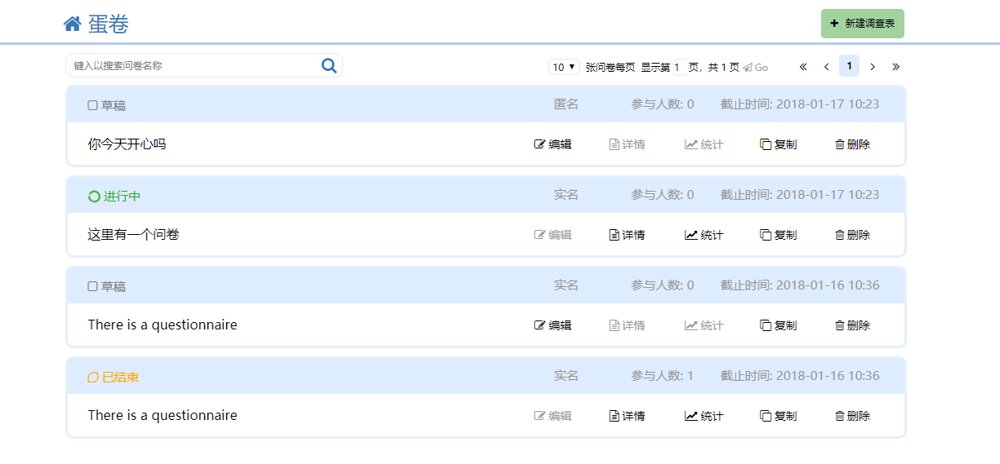 蛋卷
+ 新建调查表
键入以搜索问卷名称
10 ▼ 张问卷每页 显示第 1 页，共 1 页 Go « ‹ 1 › »
草稿 匿名 参与人数: 0 截止时间: 2018-01-17 10:23
你今天开心吗 编辑 详情 统计 复制 删除
进行中 实名 参与人数: 0 截止时间: 2018-01-17 10:23
这里有一个问卷 编辑 详情 统计 复制 删除
草稿 实名 参与人数: 0 截止时间: 2018-01-16 10:36
There is a questionnaire 编辑 详情 统计 复制 删除
已结束 实名 参与人数: 1 截止时间: 2018-01-16 10:36
There is a questionnaire 编辑 详情 统计 复制 删除